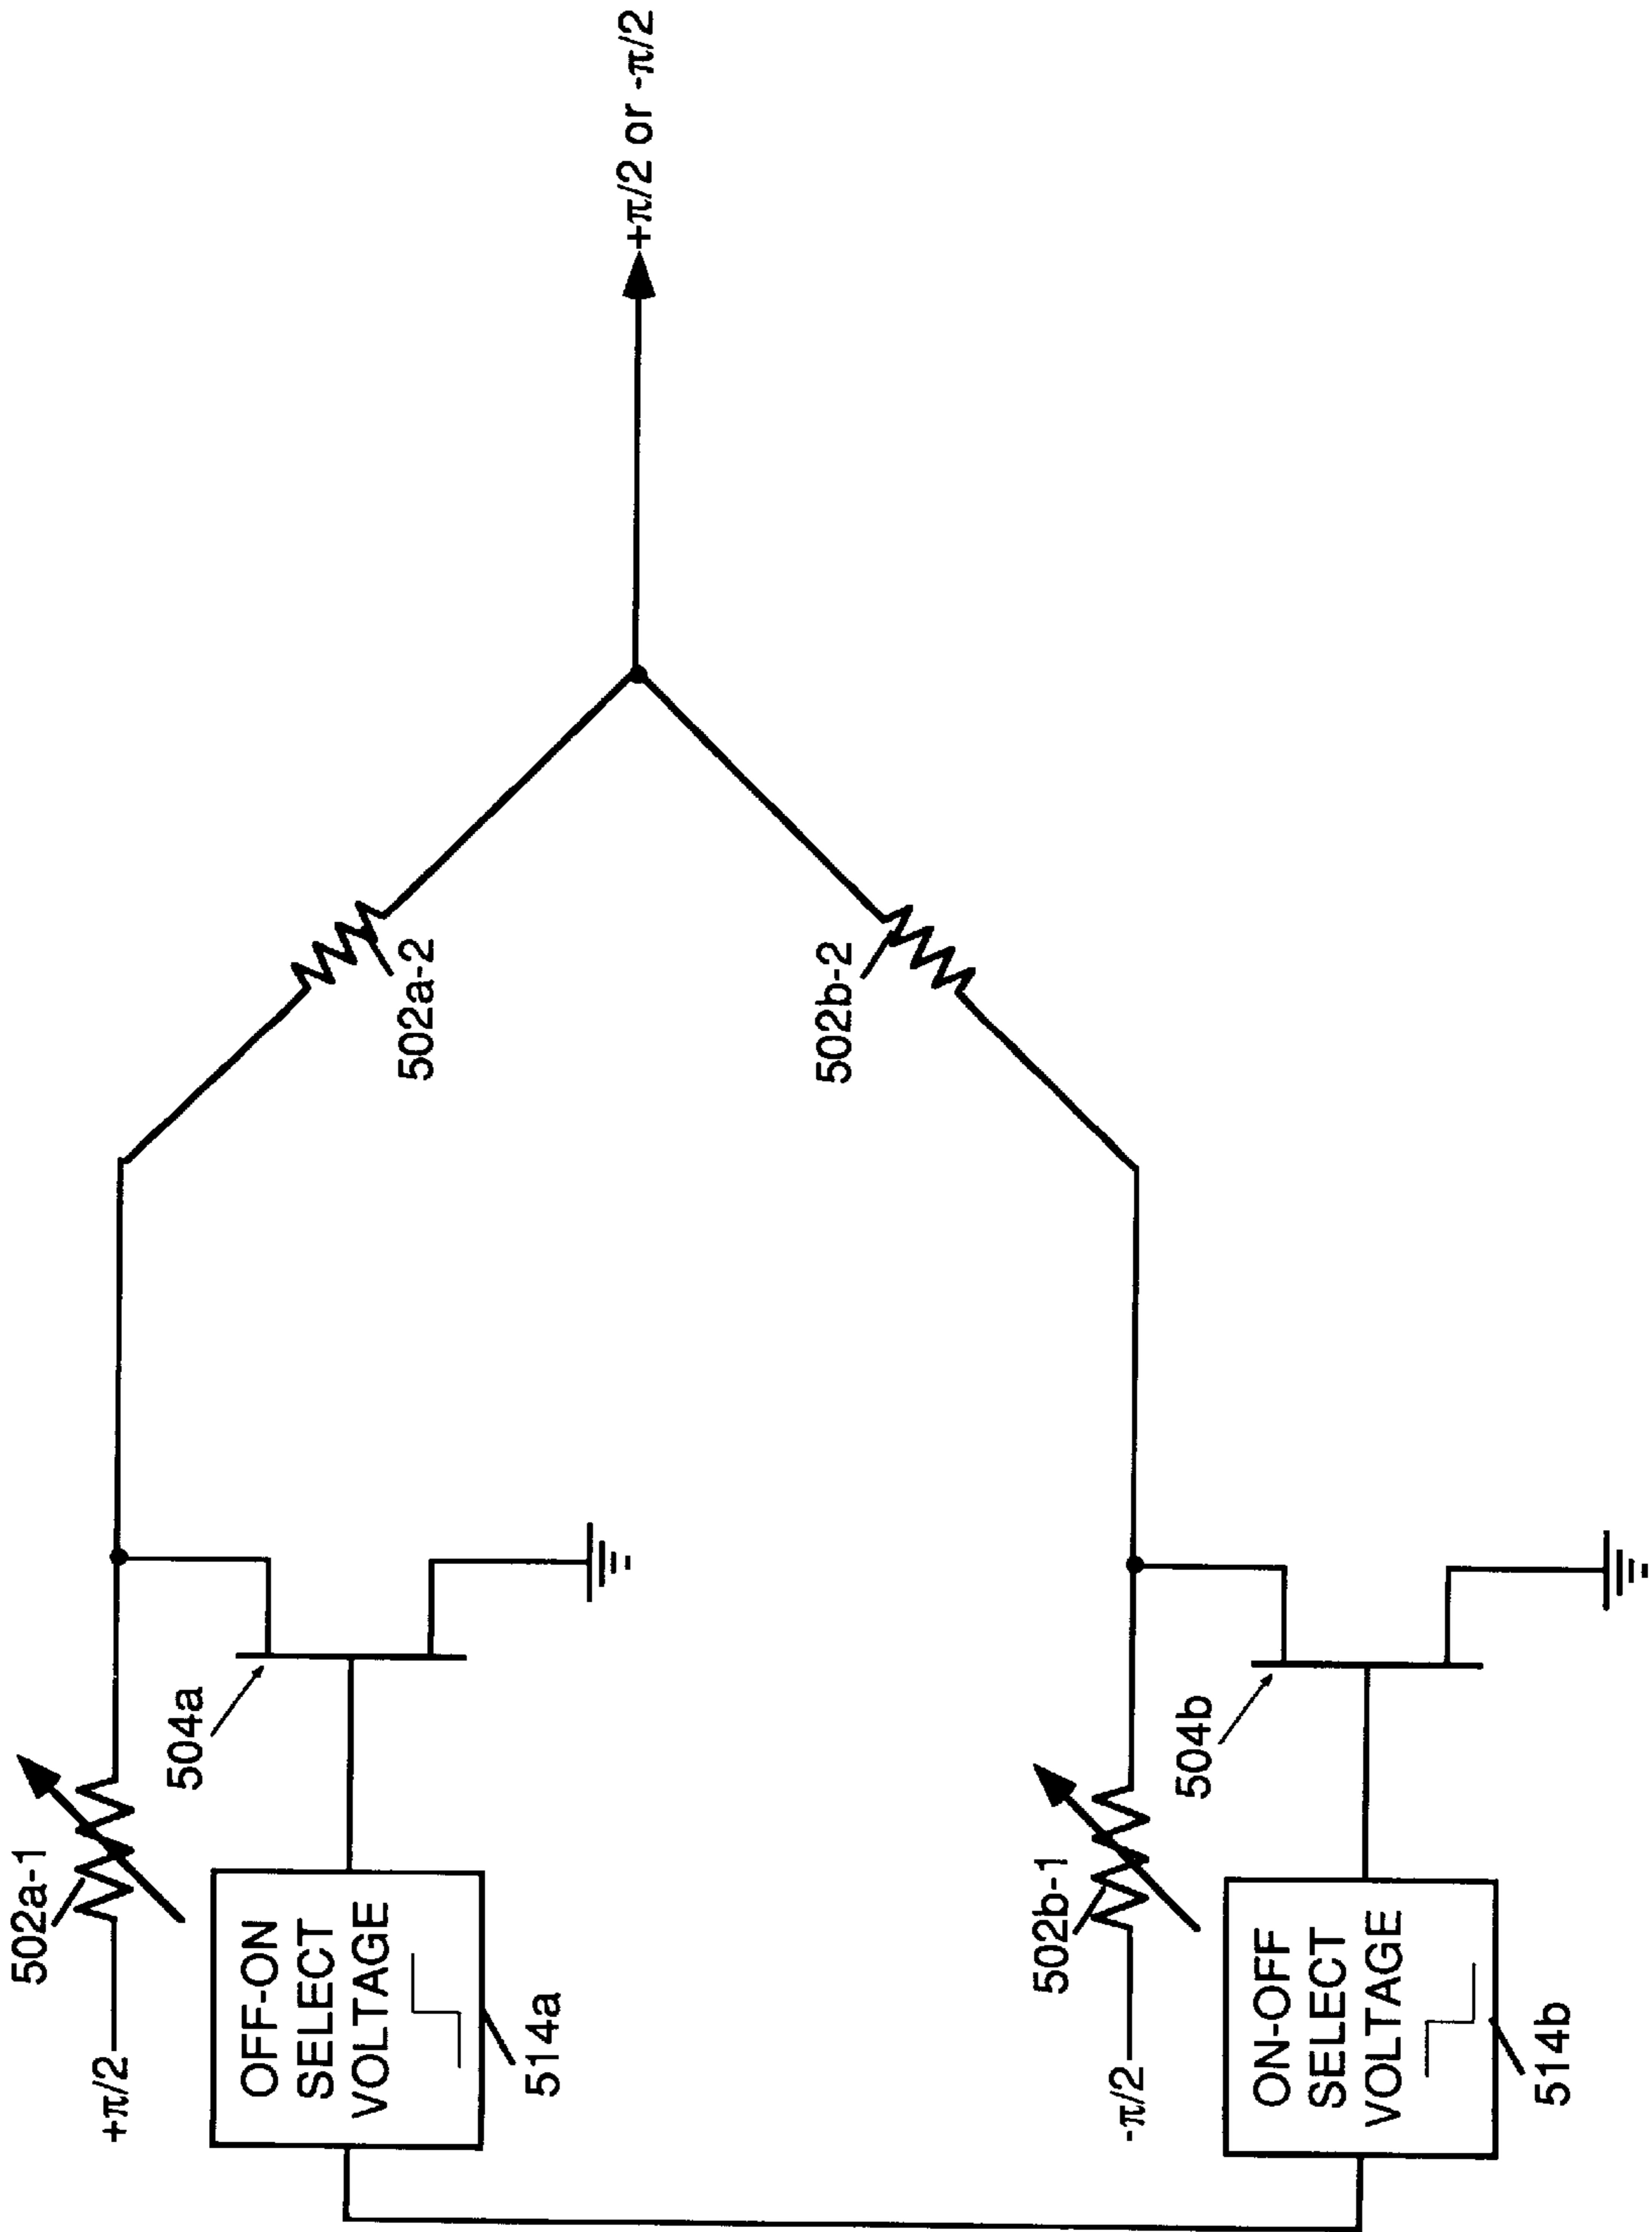 502a-1
+π/2
504a
OFF-ON
SELECT
VOLTAGE
514a
502a-2
+π/2 or -π/2
502b-2
502b-1
-π/2
504b
ON-OFF
SELECT
VOLTAGE
514b